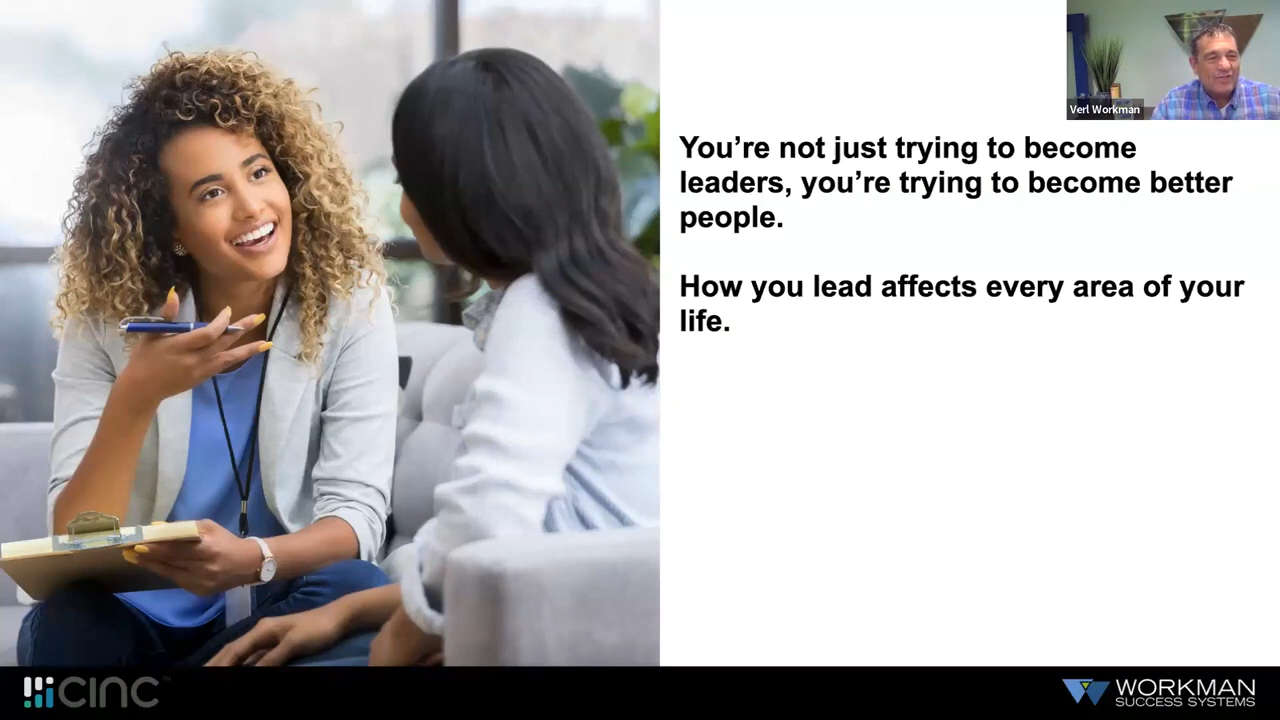 Verl Workman
You’re not just trying to become
leaders, you’re trying to become better
people.
How you lead affects every area of your
life.
CINC™
WORKMAN
SUCCESS SYSTEMS